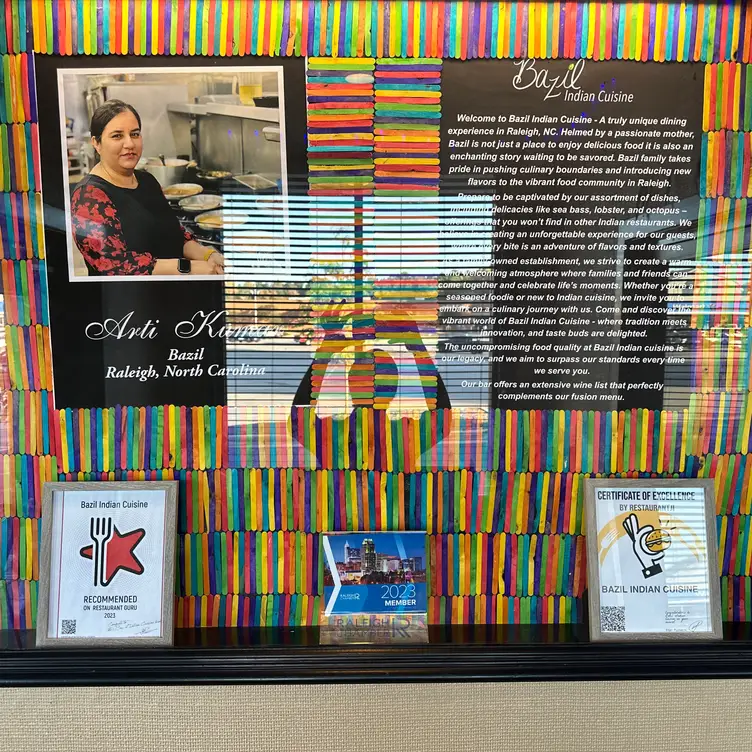 Bazil
Indian Cuisine
Welcome to Bazil Indian Cuisine - A truly unique dining
experience in Raleigh, NC. Helmed by a passionate mother,
Bazil is not just a place to enjoy delicious food it is also an
enchanting story waiting to be savored. Bazil family takes
pride in pushing culinary boundaries and introducing new
flavors to the vibrant food community in Raleigh.
Prepare to be captivated by our assortment of dishes,
including delicacies like sea bass, lobster, and octopus –
that you won't find in other Indian restaurants. We
an unforgettable experience for our guests,
where every bite is an adventure of flavors and textures.
owned establishment, we strive to create a warm
and welcoming atmosphere where families and friends can
come together and celebrate life's moments. Whether you're a
seasoned foodie or new to Indian cuisine, we invite you to
embark on a culinary journey with us. Come and discover the
vibrant world of Bazil Indian Cuisine - where tradition meets
innovation, and taste buds are delighted.
The uncompromising food quality at Bazil Indian cuisine is
our legacy, and we aim to surpass our standards every time
we serve you.
Our bar offers an extensive wine list that perfectly
complements our fusion menu.
Arti Kumar
Bazil
Raleigh, North Carolina
Bazil Indian Cuisine
RECOMMENDED
ON RESTAURANT GURU
2023
2023
MEMBER
RALEIGH
CERTIFICATE OF EXCELLENCE
BY RESTAURANTJI
BAZIL INDIAN CUISINE